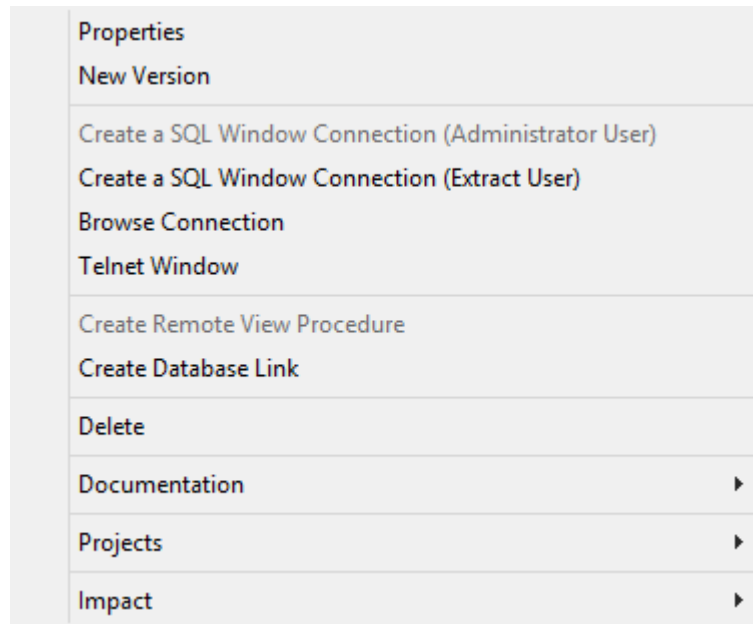 Properties
New Version
Create a SQL Window Connection (Administrator User)
Create a SQL Window Connection (Extract User)
Browse Connection
Telnet Window
Create Remote View Procedure
Create Database Link
Delete
Documentation
Projects
Impact